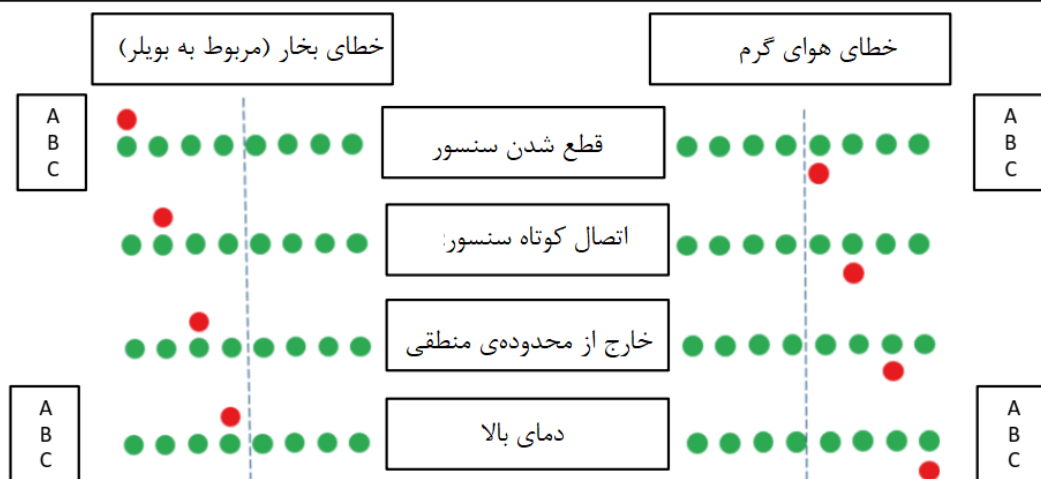 خطای هوای گرم
خطای بخار (مربوط به بویلر)
A
B
C
قطع شدن سنسور
A
B
C
اتصال کوتاه سنسور:
خارج از محدوده‌ی منطقی
A
B
C
دمای بالا
A
B
C